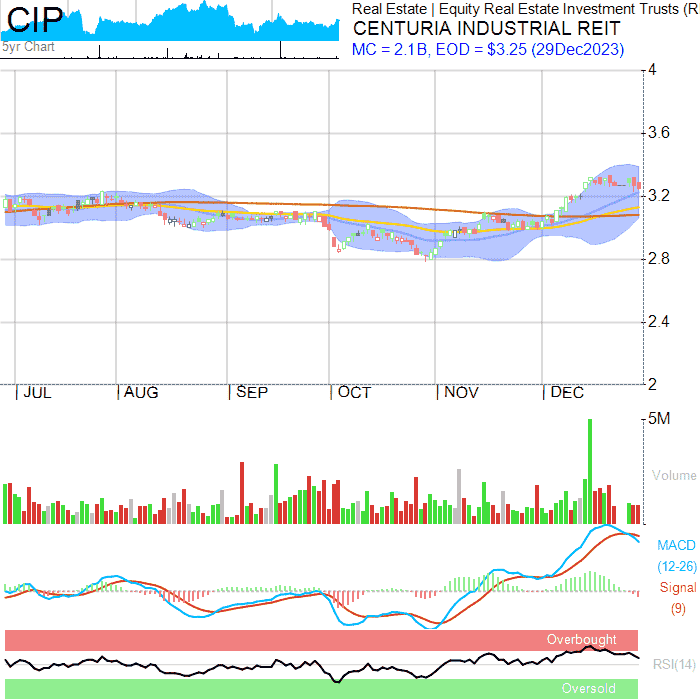 CIP
Real Estate | Equity Real Estate Investment Trusts (R
CENTURIA INDUSTRIAL REIT
5yr Chart
MC = 2.1B, EOD = $3.25 (29Dec2023)
4
3.6
3.2
2.8
2.4
2
JUL AUG SEP OCT NOV DEC
5M
Volume
MACD
(12-26)
Signal
(9)
Overbought
RSI(14)
Oversold